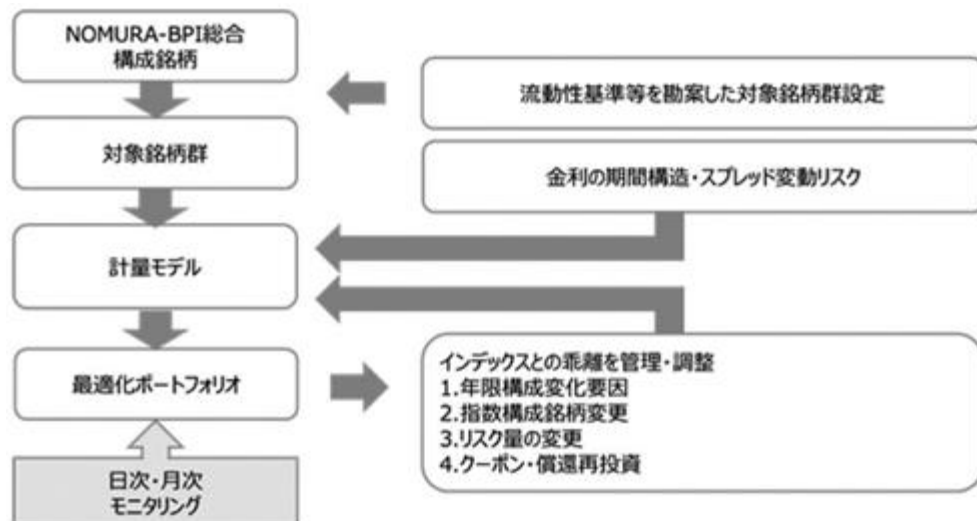 NOMURA-BPI総合
構成銘柄
流動性基準等を勘案した対象銘柄群設定
対象銘柄群
金利の期間構造・スプレッド変動リスク
計量モデル
最適化ポートフォリオ
インデックスとの乖離を管理・調整
1.年限構成変化要因
2.指数構成銘柄変更
3.リスク量の変更
4.クーポン・償還再投資
日次・月次
モニタリング